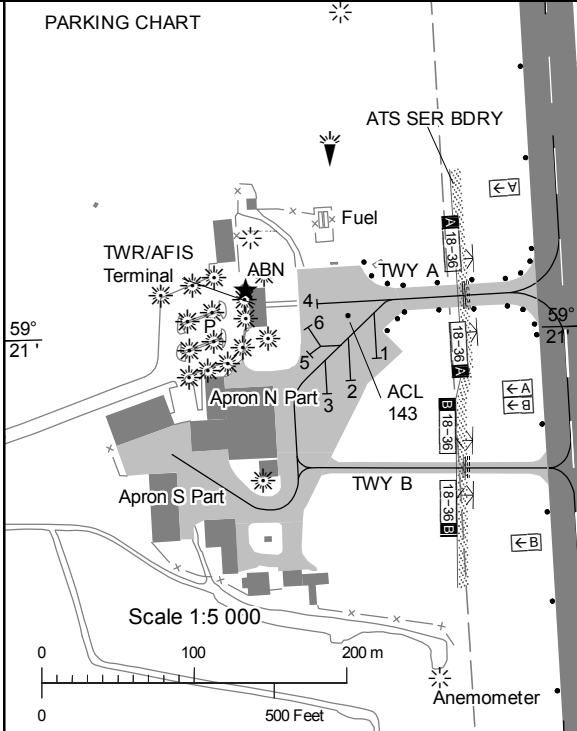 PARKING CHART
ATS SER BDRY
A→
Fuel
A 18-36
TWR/AFIS
Terminal
ABN
TWY A
4
59°
21 '
59°
21 '
P
6
5
1
2
3
18-36 A
ACL
143
Apron N Part
←A
B→
B 18-36
Apron S Part
TWY B
18-36 B
←B
Scale 1:5 000
0 100 200 m
0 500 Feet
Anemometer